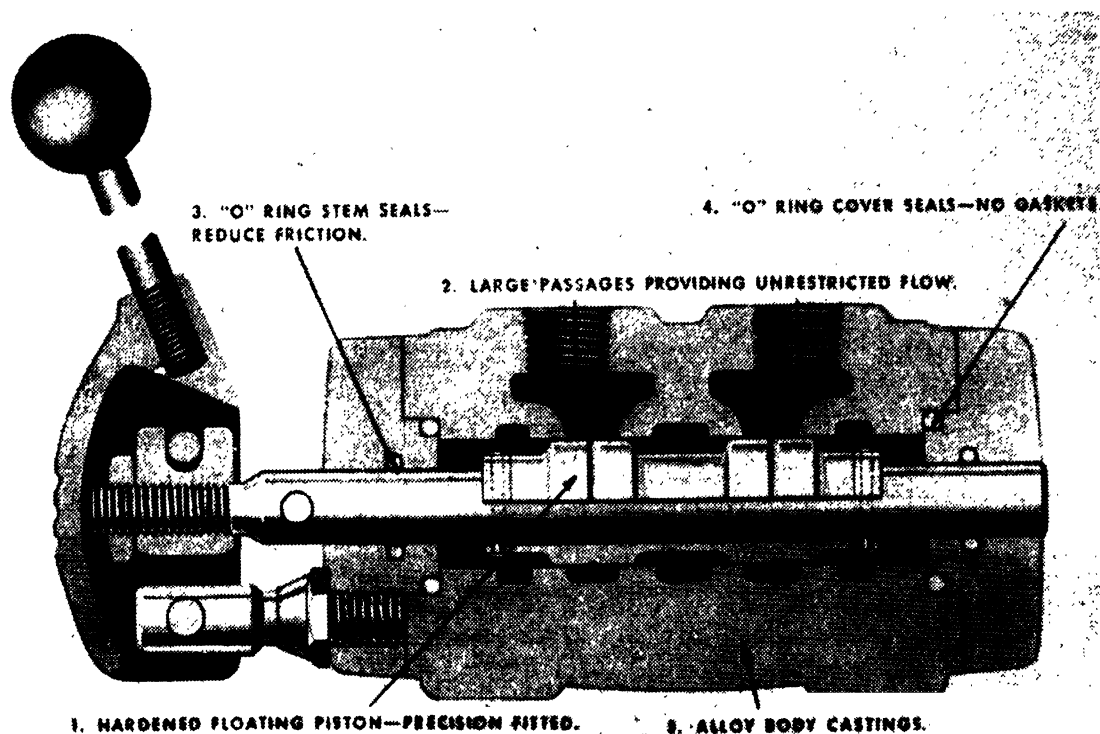 3. "O" RING STEM SEALS—
REDUCE FRICTION.
4. "O" RING COVER SEALS—NO GASKETS
2. LARGE PASSAGES PROVIDING UNRESTRICTED FLOW.
1. HARDENED FLOATING PISTON—PRECISION FITTED.
5. ALLOY BODY CASTINGS.